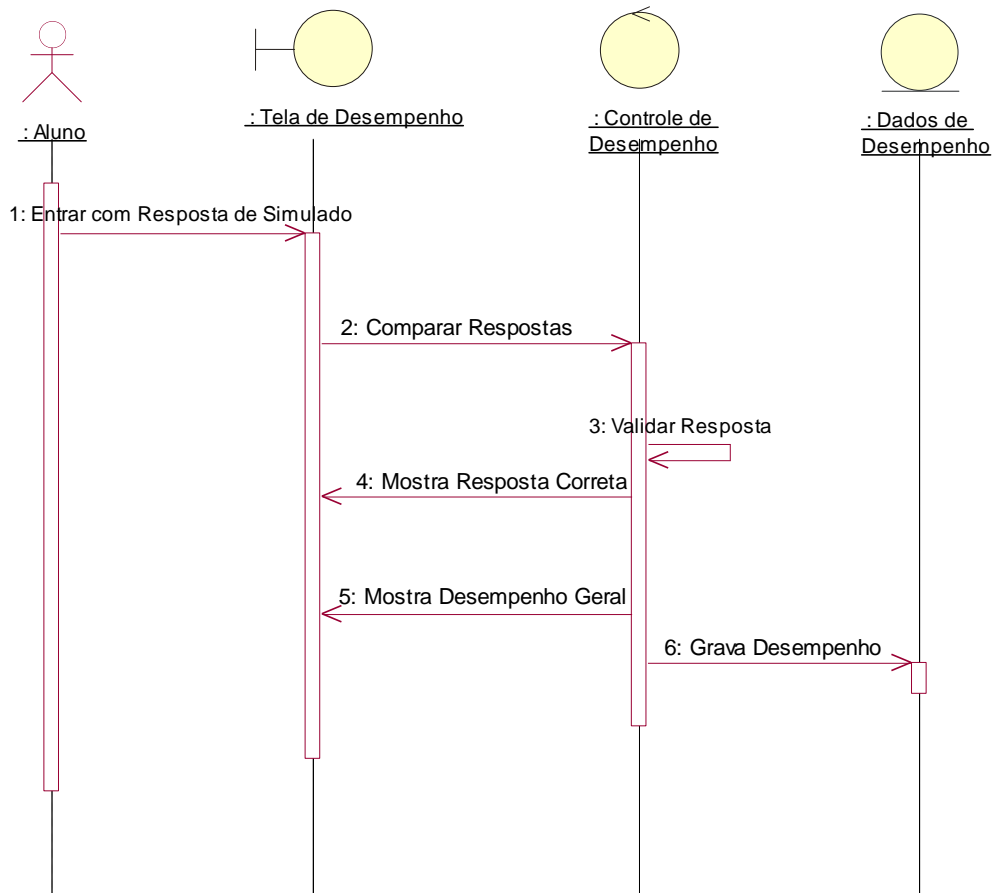 : Aluno
: Tela de Desempenho
: Controle de
Desempenho
: Dados de
Desempenho
1: Entrar com Resposta de Simulado
2: Comparar Respostas
3: Validar Resposta
4: Mostra Resposta Correta
5: Mostra Desempenho Geral
6: Grava Desempenho